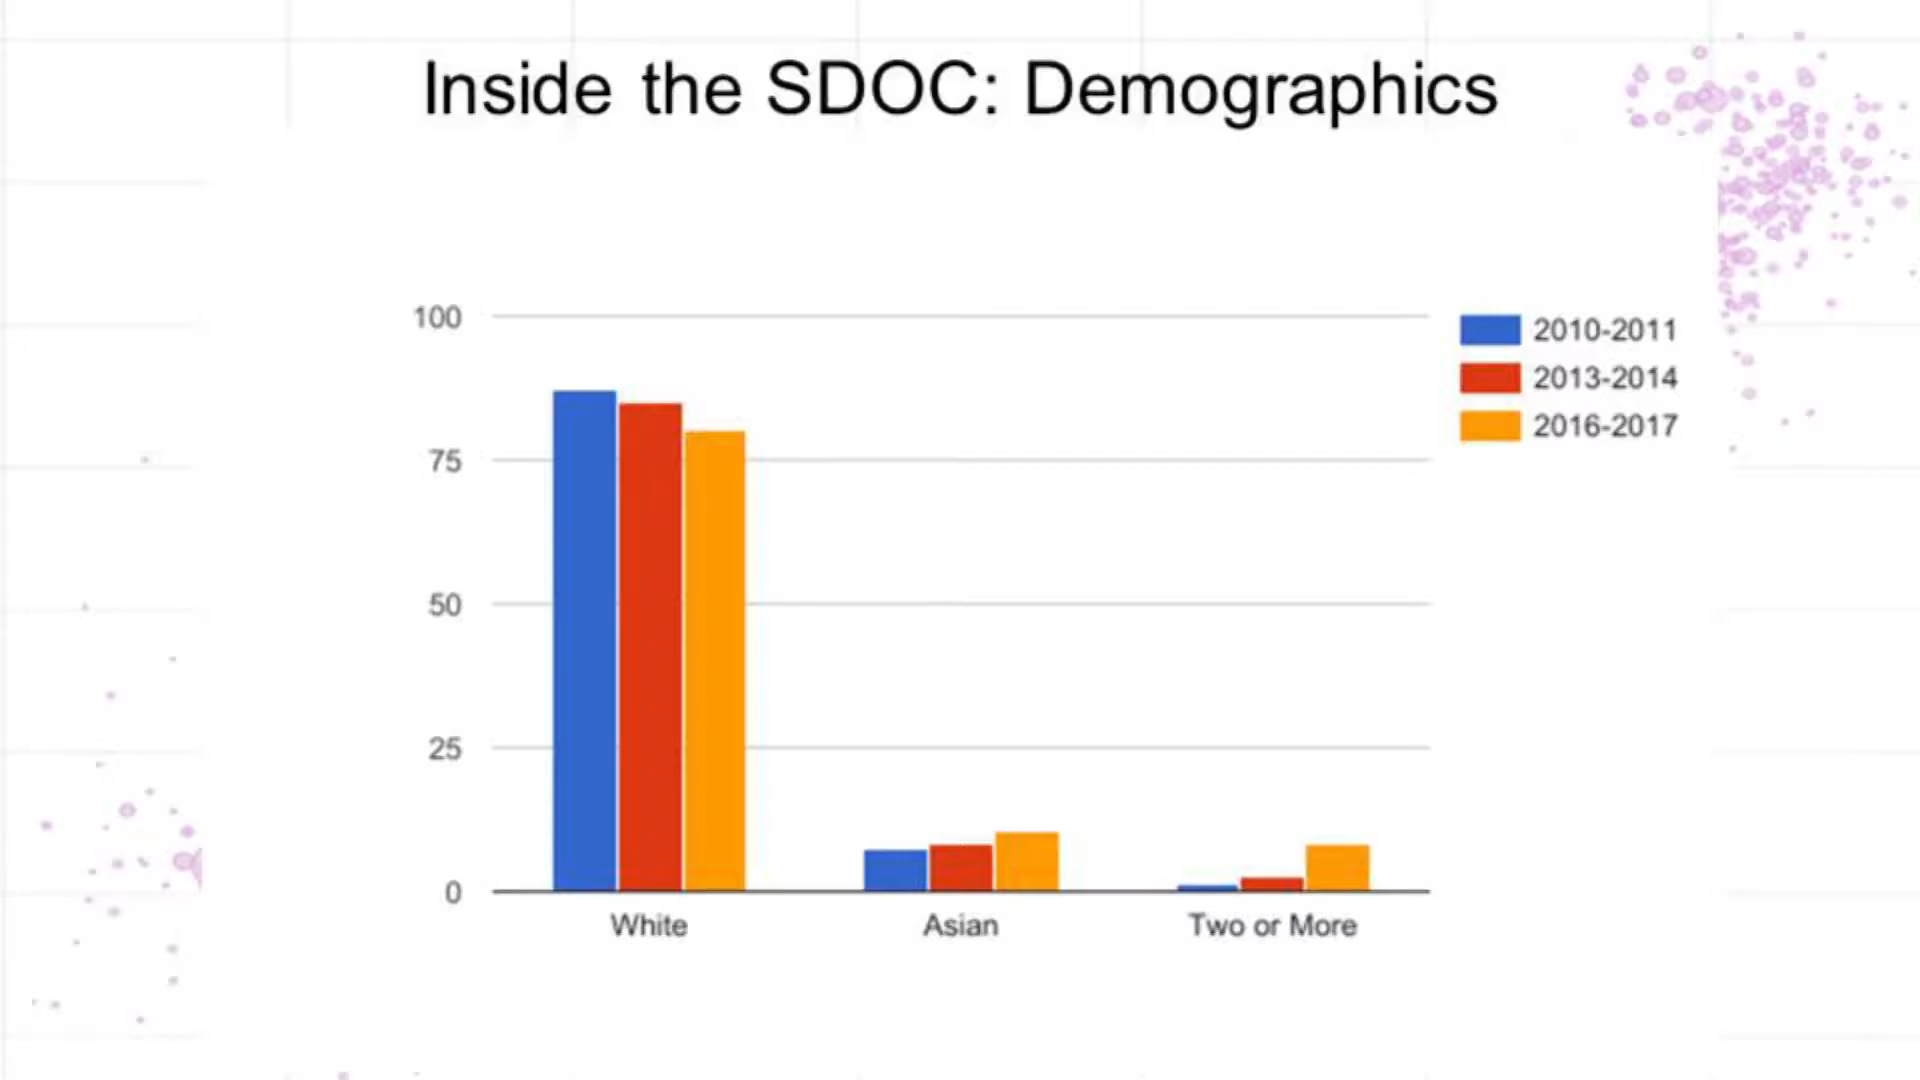 Inside the SDOC: Demographics
100
75
50
25
0
White
Asian
Two or More
2010-2011
2013-2014
2016-2017